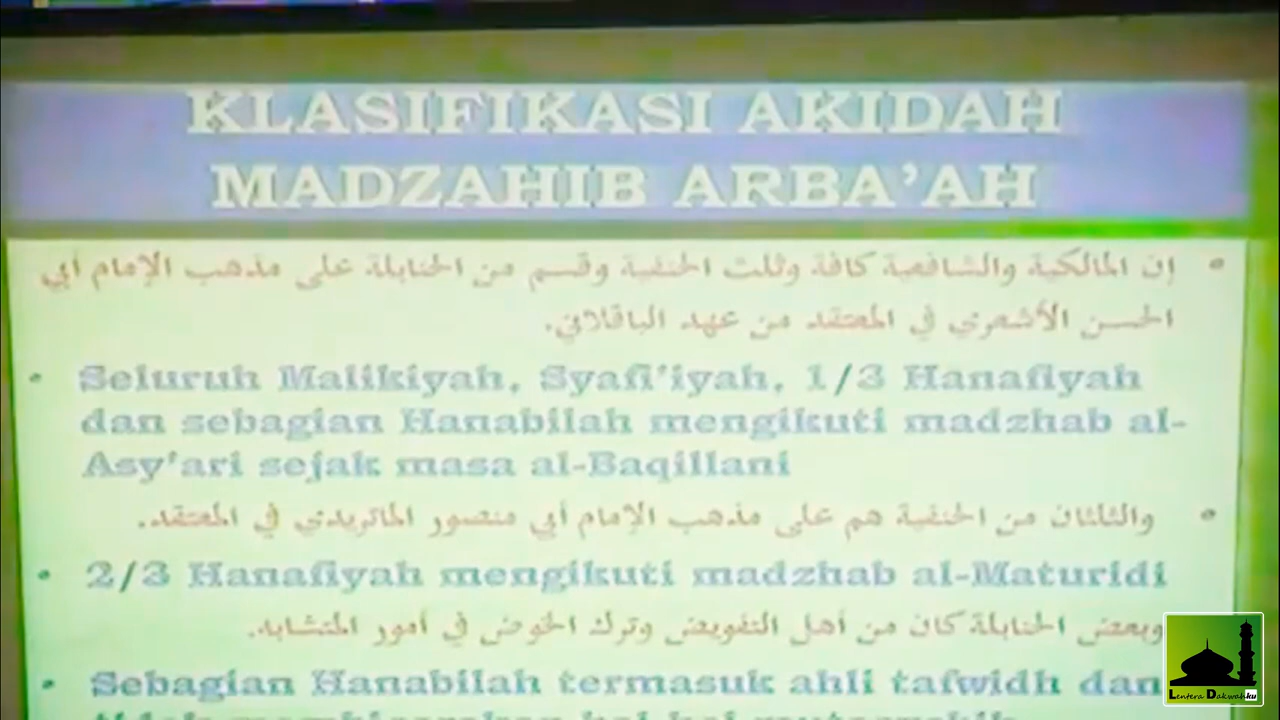 KLASIFIKASI AKIDAH
MADZAHIB ARBA'AH
• إن المالكية والشافعية كافة وثلث الحنفية وقسم من الحنابلة على مذهب الإمام أبي
الحسن الأشعري في المعتقد من عهد الباقلاني.
• Seluruh Malikiyah, Syafi'iyah, 1/3 Hanafiyah
dan sebagian Hanabilah mengikuti madzhab al-
Asy'ari sejak masa al-Baqillani
• والثلثان من الحنفية هم على مذهب الإمام أبي منصور الماتريدي في المعتقد.
• 2/3 Hanafiyah mengikuti madzhab al-Maturidi
وبعض الحنابلة كان من أهل التفويض وترك الخوض في أمور المتشابه.
• Sebagian Hanabilah termasuk ahli tafwidh dan
Lentera Dakwahku